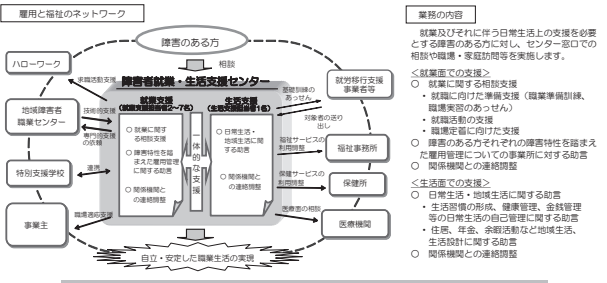 雇用と福祉のネットワーク
障害のある方
相談
ハローワーク
地域障害者
職業センター
特別支援学校
事業主
求職活動支援
技術的支援
専門的支援
の依頼
連携
職場適応支援
障害者就業・生活支援センター
就業支援
(就業支援担当者2~7名)
○ 就業に関す
る相談支援
○ 障害特性を踏
まえた雇用管理
に関する助言
○ 関係機関と
の連絡調整
一体的な支援
生活支援
(生活支援担当者1名)
○ 日常生活・
地域生活に関
する助言
○ 関係機関と
の連絡調整
基礎訓練の
あっせん
対象者の送り
出し
福祉サービスの
利用調整
保健サービスの
利用調整
医療面の相談
就労移行支援
事業者等
福祉事務所
保健所
医療機関
自立・安定した職業生活の実現
業務の内容
就業及びそれに伴う日常生活上の支援を必要
とする障害のある方に対し、センター窓口での
相談や職場・家庭訪問等を実施します。
<就業面での支援>
○ 就業に関する相談支援
・ 就職に向けた準備支援(職業準備訓練、
職場実習のあっせん)
・ 就職活動の支援
・ 職場定着に向けた支援
○ 障害のある方それぞれの障害特性を踏まえ
た雇用管理についての事業所に対する助言
○ 関係機関との連絡調整
<生活面での支援>
○ 日常生活・地域生活に関する助言
・ 生活習慣の形成、健康管理、金銭管理
等の日常生活の自己管理に関する助言
・ 住居、年金、余暇活動など地域生活、
生活設計に関する助言
○ 関係機関との連絡調整